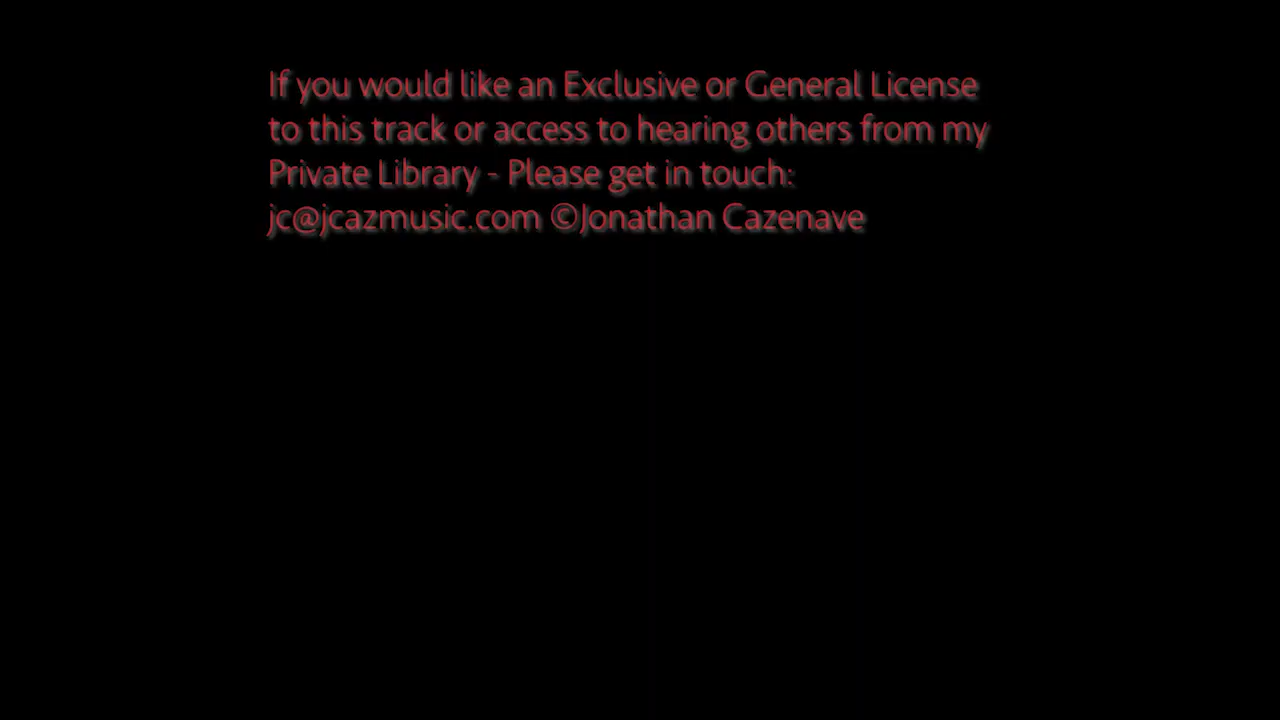 If you would like an Exclusive or General License
to this track or access to hearing others from my
Private Library - Please get in touch:
jc@jcazmusic.com ©Jonathan Cazenave